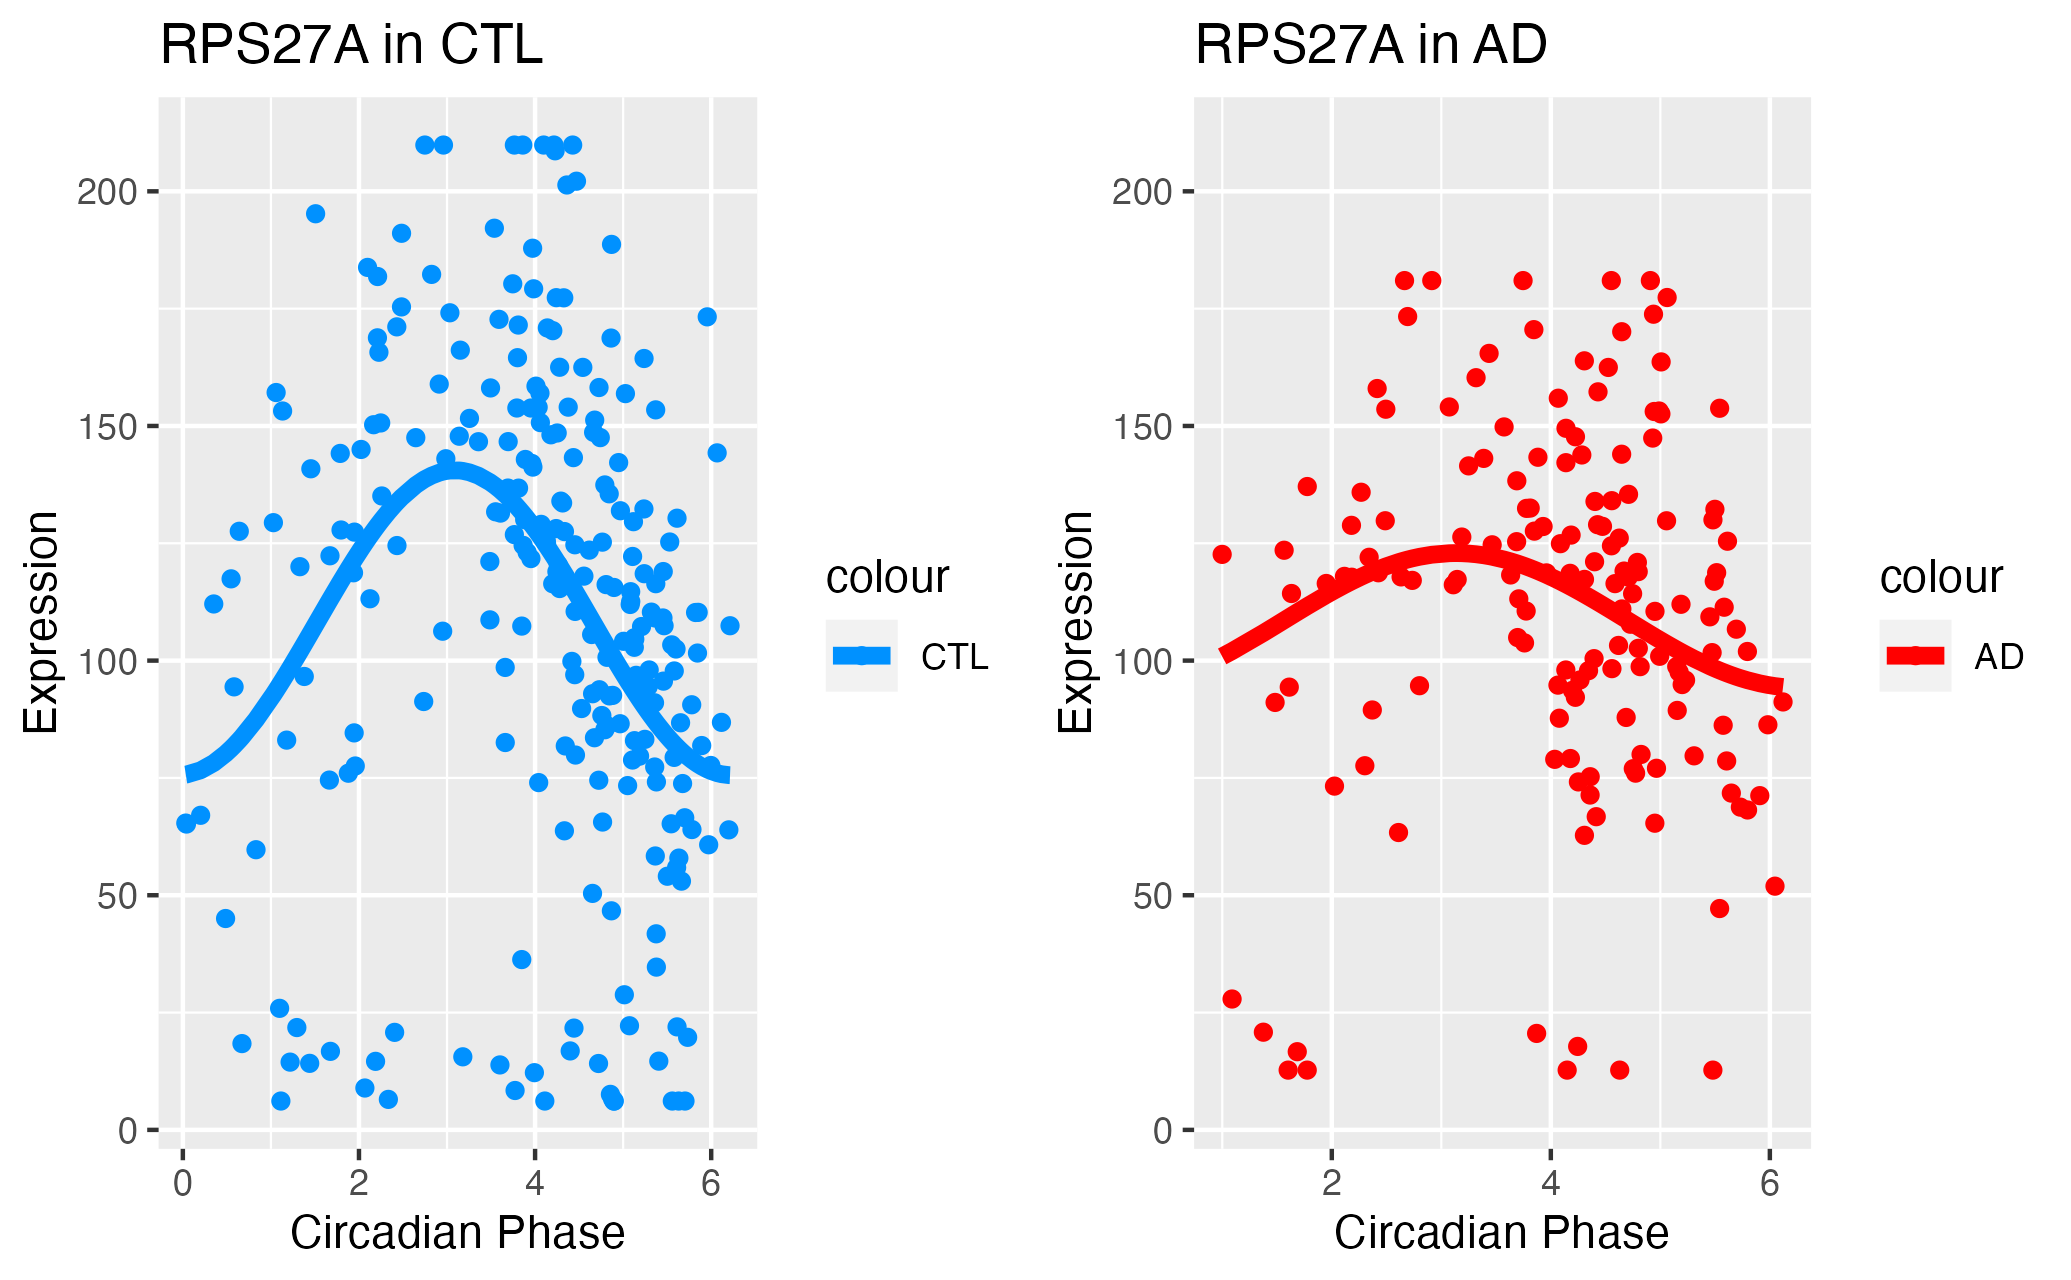 RPS27A in CTL
Expression
200
150
100
50
0
0 2 4 6
Circadian Phase
colour
CTL
RPS27A in AD
Expression
200
150
100
50
0
2 4 6
Circadian Phase
colour
AD